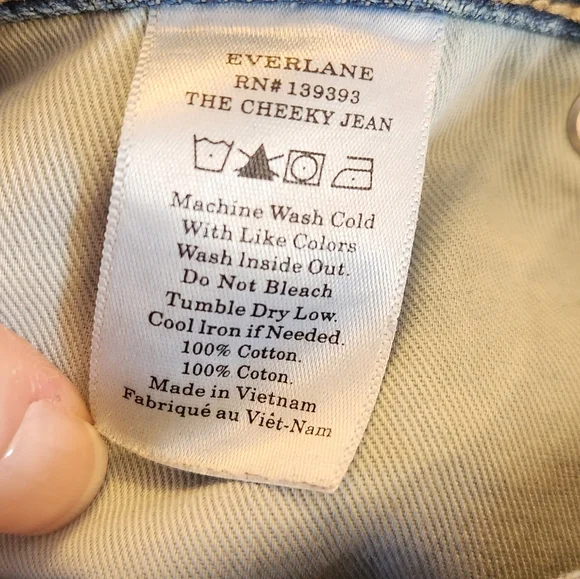 EVERLANE
RN# 139393
THE CHEEKY JEAN
Machine Wash Cold
With Like Colors
Wash Inside Out.
Do Not Bleach
Tumble Dry Low.
Cool Iron if Needed.
100% Cotton.
100% Coton.
Made in Vietnam
Fabriqué au Viêt-Nam